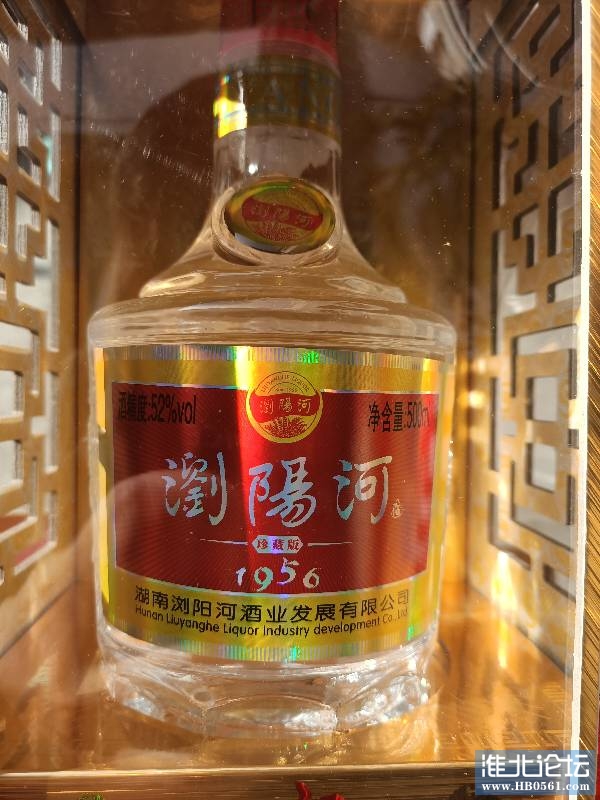 瀏陽河
瀏陽河
酒精度:52%vol
净含量:500m
瀏陽河
珍藏版
1956
湖南浏阳河酒业发展有限公司
Hunan Liuyanghe Liquor Industry development Co., Ltd
淮北论坛
www.HB0561.com